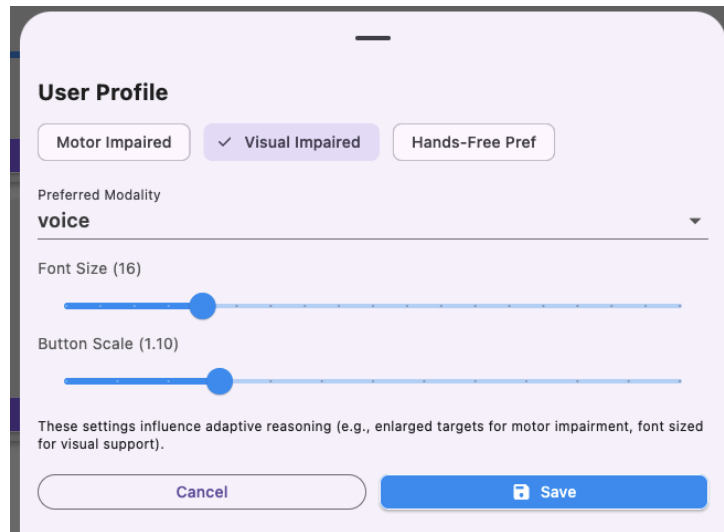 User Profile
Motor Impaired
Visual Impaired
Hands-Free Pref
Preferred Modality
voice
Font Size (16)
Button Scale (1.10)
These settings influence adaptive reasoning (e.g., enlarged targets for motor impairment, font sized
for visual support).
Cancel
Save